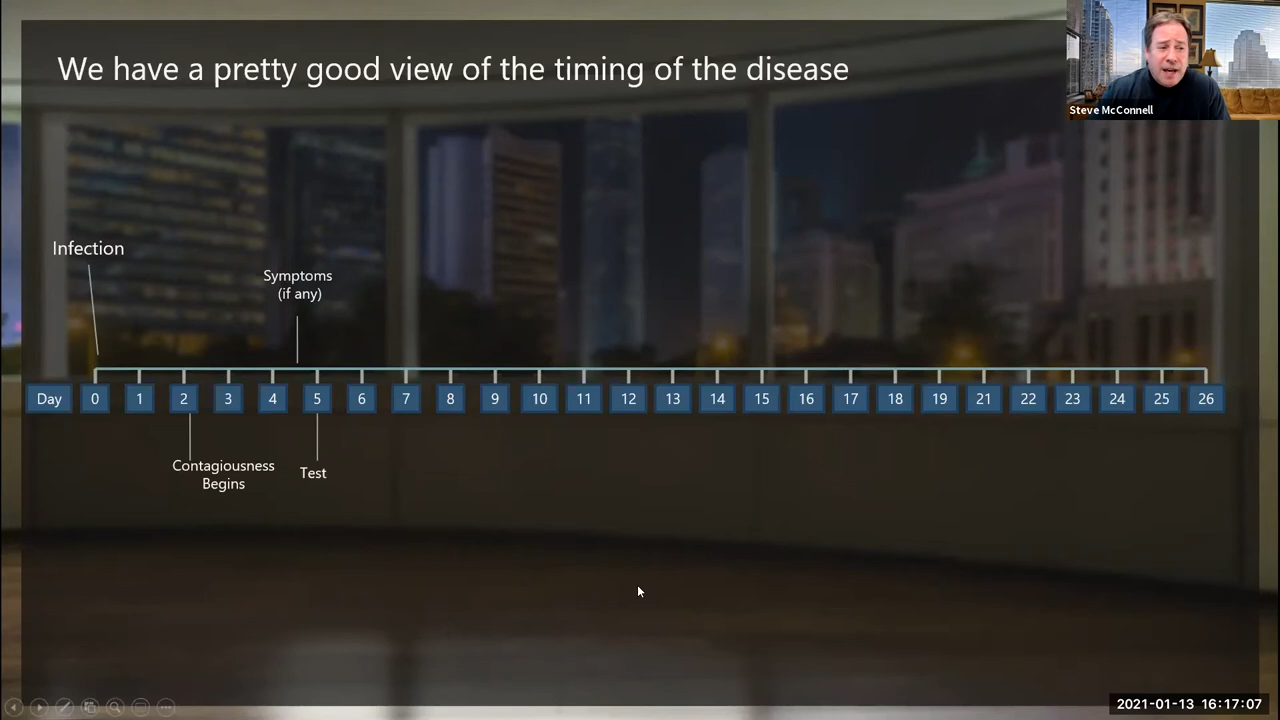 We have a pretty good view of the timing of the disease
Steve McConnell
Infection
Symptoms
(if any)
Day 0 1 2 3 4 5 6 7 8 9 10 11 12 13 14 15 16 17 18 19 21 22 23 24 25 26
Contagiousness
Begins
Test
2021-01-13 16:17:07